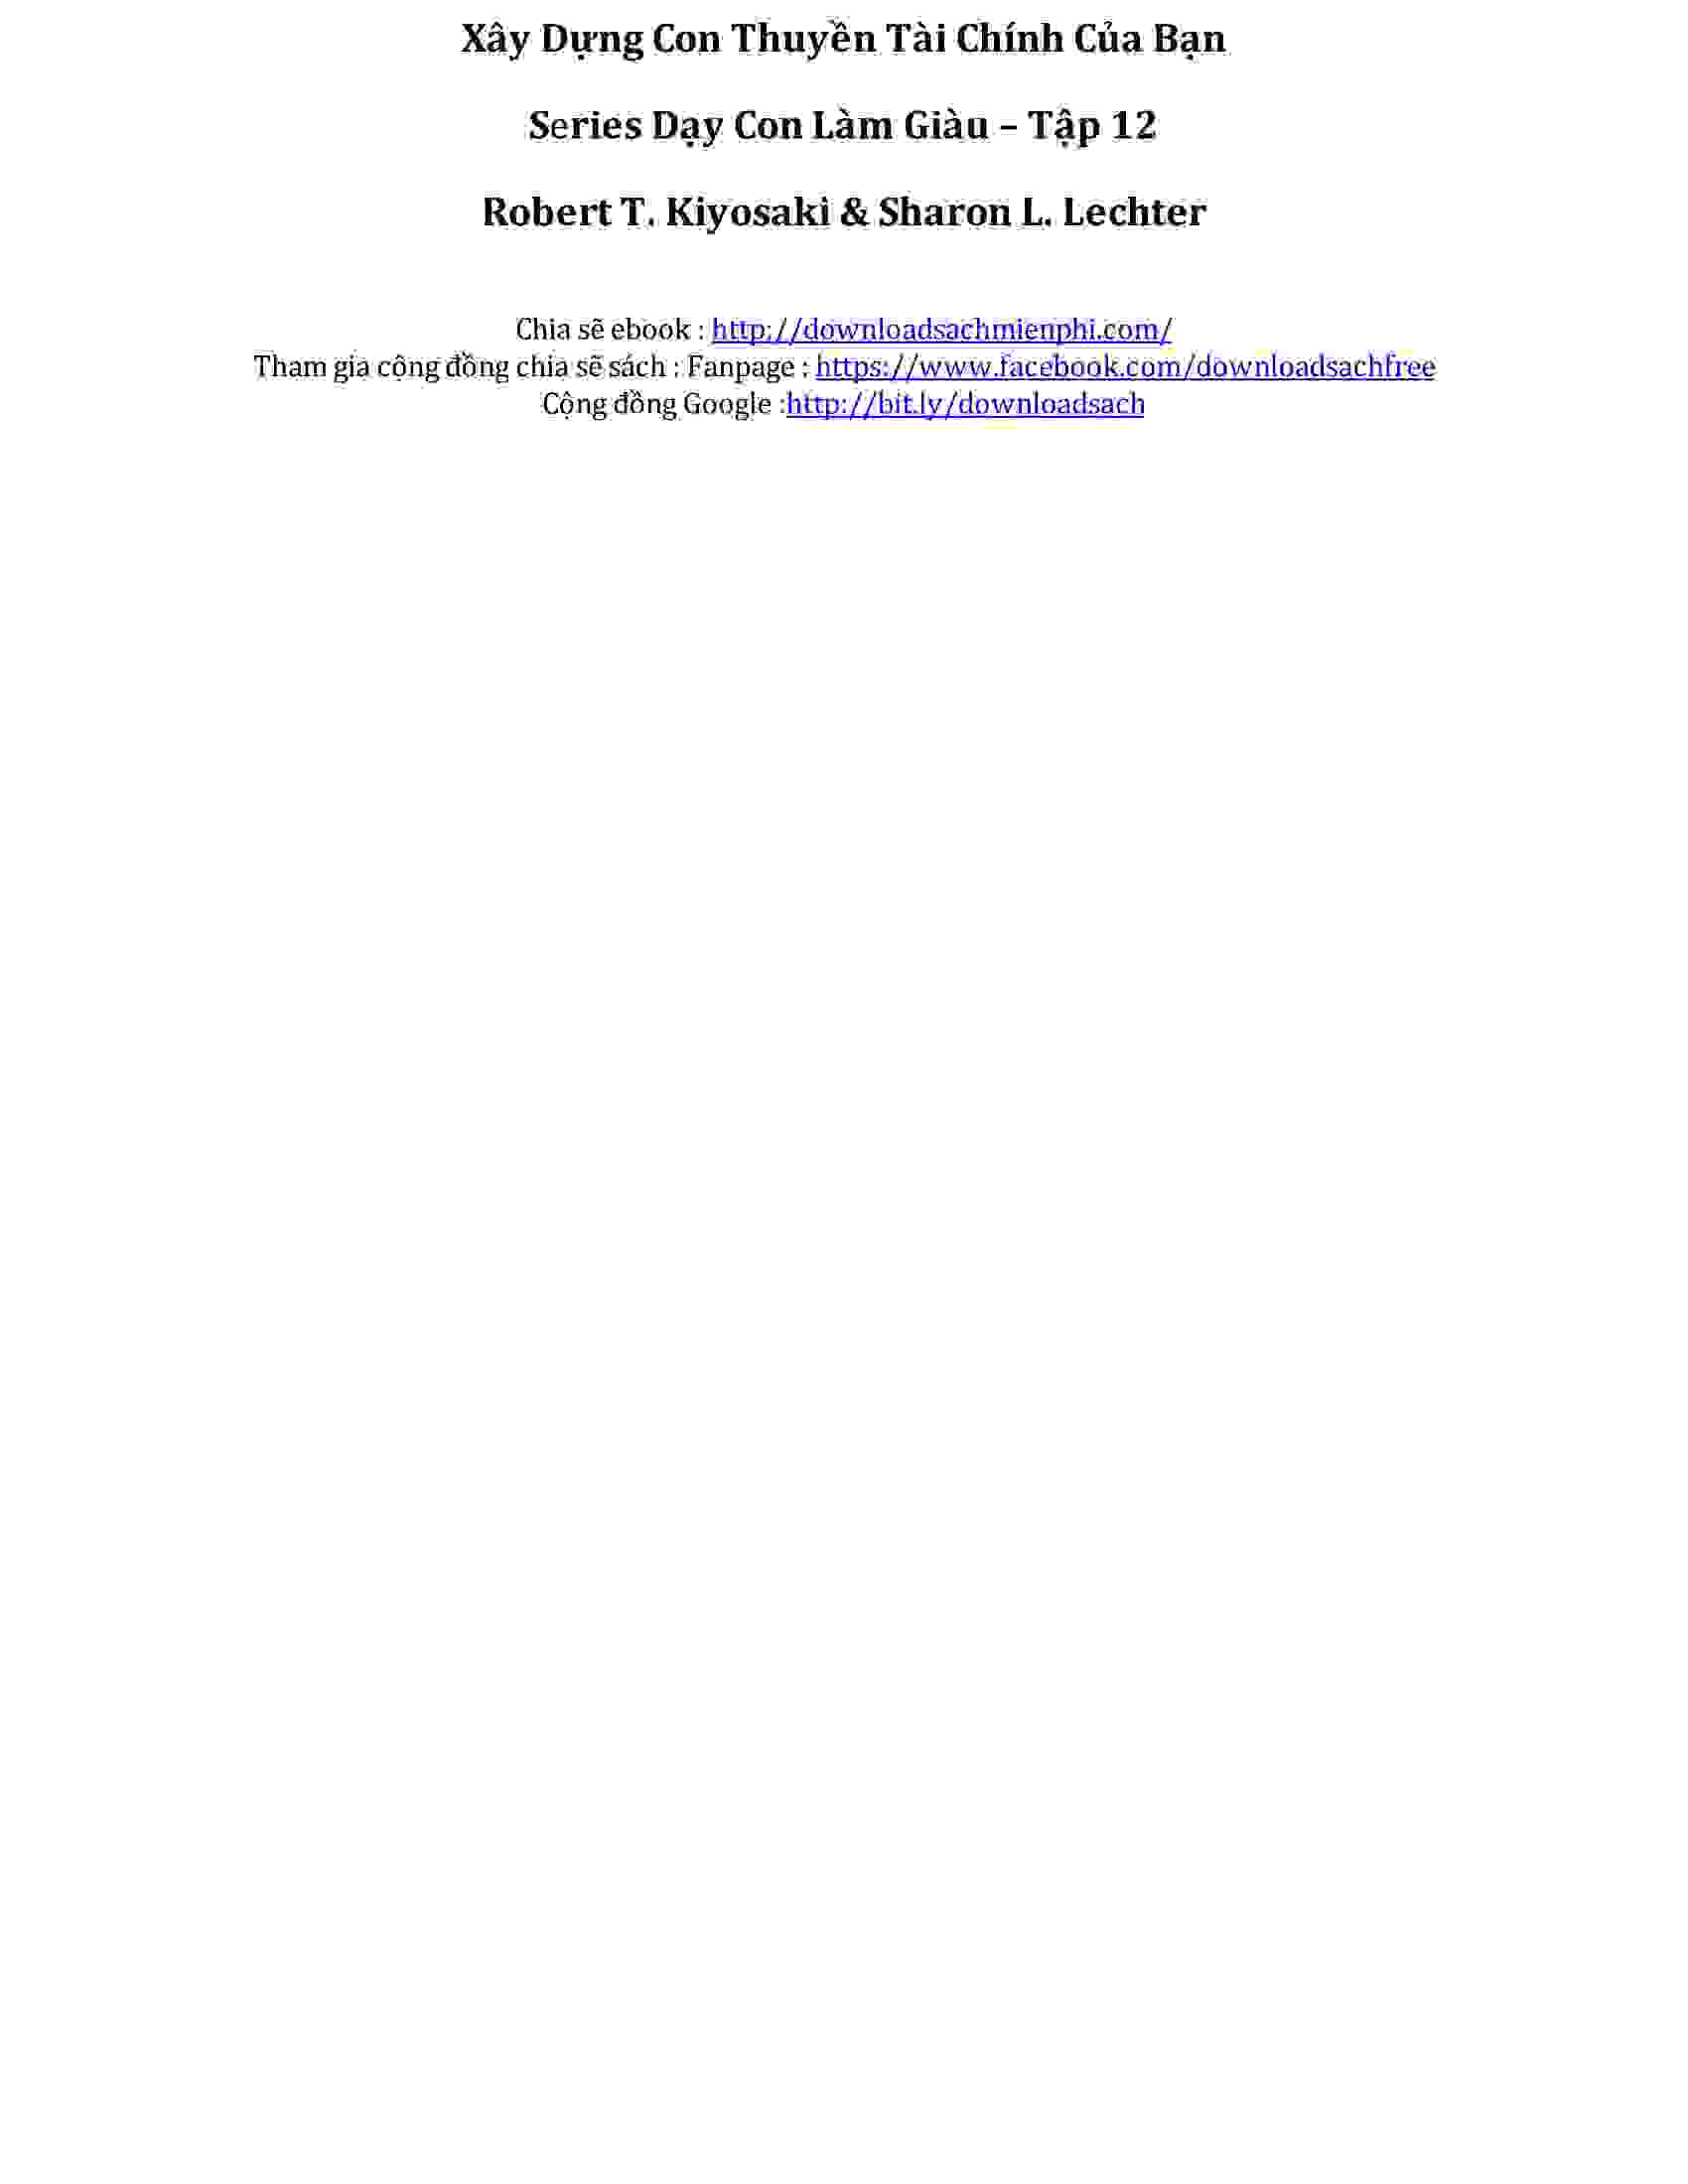 Xây Dựng Con Thuyền Tài Chính Của Bạn
Series Dạy Con Làm Giàu – Tập 12
Robert T. Kiyosaki & Sharon L. Lechter
Chia sẽ ebook : http://downloadsachmienphi.com/
Tham gia cộng đồng chia sẽ sách : Fanpage : https://www.facebook.com/downloadsachfree
Cộng đồng Google :http://bit.ly/downloadsach